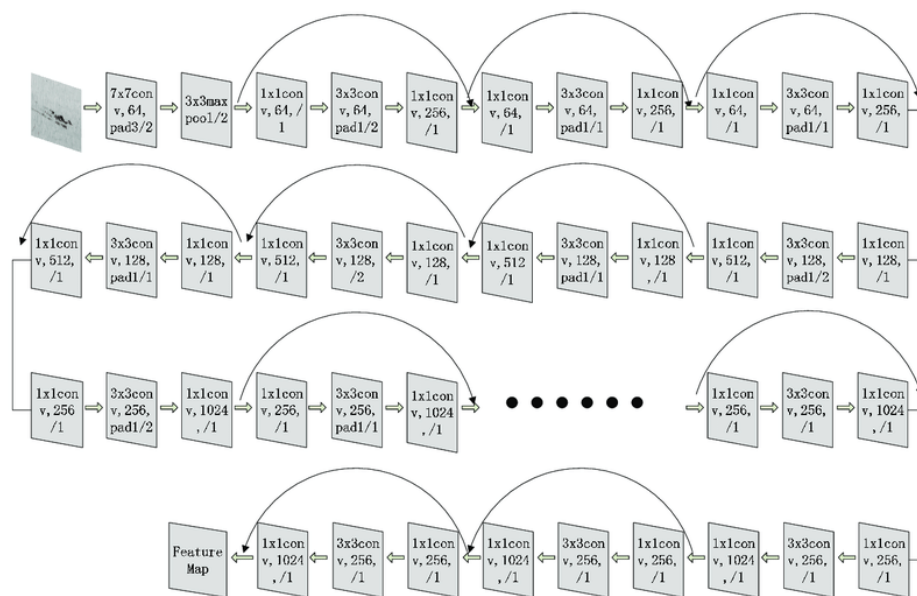 7x7con
v,64,
pad3/2
3x3max
pool/2
1x1con
v,64,/
1
3x3con
v,64,
pad1/2
1x1con
v,256,
/1
1x1con
v,64,
/1
3x3con
v,64,
pad1/1
1x1con
v,256,
/1
1x1con
v,64,
/1
3x3con
v,64,
pad1/1
1x1con
v,256,
/1
1x1con
v,512,
/1
3x3con
v,128,
pad1/1
1x1con
v,128,
/1
1x1con
v,512,
/1
3x3con
v,128,
/2
1x1con
v,128,
/1
1x1con
v,512
/1
3x3con
v,128,
pad1/1
1x1con
v,128
,/1
1x1con
v,512,
/1
3x3con
v,128,
pad1/2
1x1con
v,128,
/1
1x1con
v,256
/1
3x3con
v,256,
pad1/2
1x1con
v,1024
,/1
1x1con
v,256,
/1
3x3con
v,256,
pad1/1
1x1con
v,1024
,/1
1x1con
v,256,
/1
3x3con
v,256,
/1
1x1con
v,1024
,/1
Feature
Map
1x1con
v,1024
,/1
3x3con
v,256,
/1
1x1con
v,256,
/1
1x1con
v,1024
,/1
3x3con
v,256,
/1
1x1con
v,256,
/1
1x1con
v,1024
,/1
3x3con
v,256,
/1
1x1con
v,256,
/1